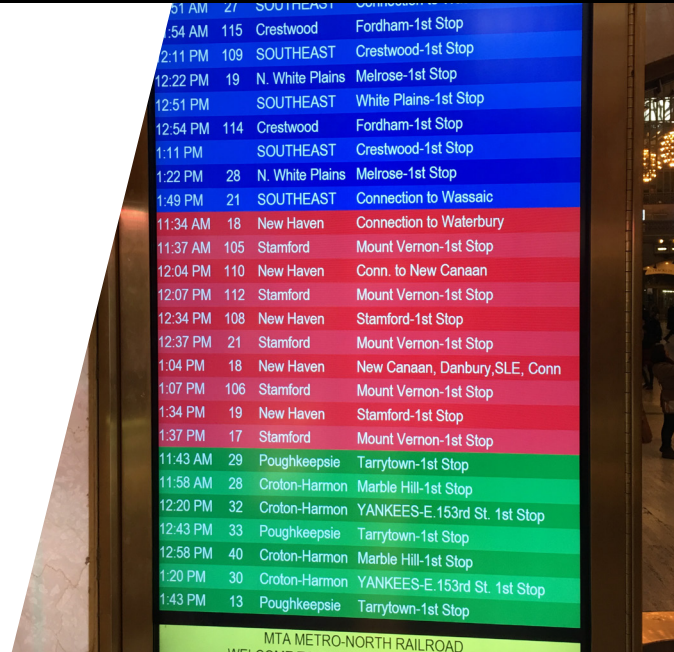 :51 AM 27 SOUTHEAST Connection to
:54 AM 115 Crestwood Fordham-1st Stop
12:11 PM 109 SOUTHEAST Crestwood-1st Stop
12:22 PM 19 N. White Plains Melrose-1st Stop
12:51 PM SOUTHEAST White Plains-1st Stop
12:54 PM 114 Crestwood Fordham-1st Stop
1:11 PM SOUTHEAST Crestwood-1st Stop
1:22 PM 28 N. White Plains Melrose-1st Stop
1:49 PM 21 SOUTHEAST Connection to Wassaic
11:34 AM 18 New Haven Connection to Waterbury
11:37 AM 105 Stamford Mount Vernon-1st Stop
12:04 PM 110 New Haven Conn. to New Canaan
12:07 PM 112 Stamford Mount Vernon-1st Stop
12:34 PM 108 New Haven Stamford-1st Stop
12:37 PM 21 Stamford Mount Vernon-1st Stop
1:04 PM 18 New Haven New Canaan, Danbury,SLE, Conn
1:07 PM 106 Stamford Mount Vernon-1st Stop
1:34 PM 19 New Haven Stamford-1st Stop
1:37 PM 17 Stamford Mount Vernon-1st Stop
11:43 AM 29 Poughkeepsie Tarrytown-1st Stop
11:58 AM 28 Croton-Harmon Marble Hill-1st Stop
12:20 PM 32 Croton-Harmon YANKEES-E.153rd St. 1st Stop
12:43 PM 33 Poughkeepsie Tarrytown-1st Stop
12:58 PM 40 Croton-Harmon Marble Hill-1st Stop
1:20 PM 30 Croton-Harmon YANKEES-E.153rd St. 1st Stop
1:43 PM 13 Poughkeepsie Tarrytown-1st Stop
MTA METRO-NORTH RAILROAD